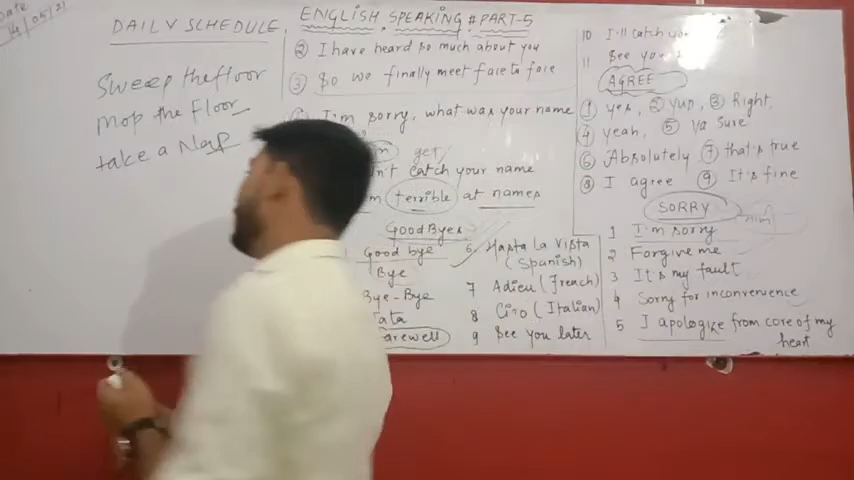 Date
14/05/21
DAILY SCHEDULE.
Sweep the floor
Mop the Floor
take a Nap
ENGLISH SPEAKING # PART-5
② I have heard so much about you
③ So we finally meet face to face
I'm sorry, what was your name
get
catch your name
terrible at names
GoodByes
Good bye
Bye
Bye-Bye
Tata
arewell
6. Hasta La Vista
(Spanish)
7 Adieu (French)
8 Ciao (Italian)
9 See you later
10 I'll catch yo
11 See you
AGREE
① yes, ② yup, ③ Right,
④ yeah, ⑤ ya sure
⑥ Absolutely ⑦ that's true
⑧ I agree ⑨ It's fine
SORRY
1 I'm sorry
2 Forgive me
3 It's my fault
4 Sorry for inconvenience
5 I apologize from core of my
heart